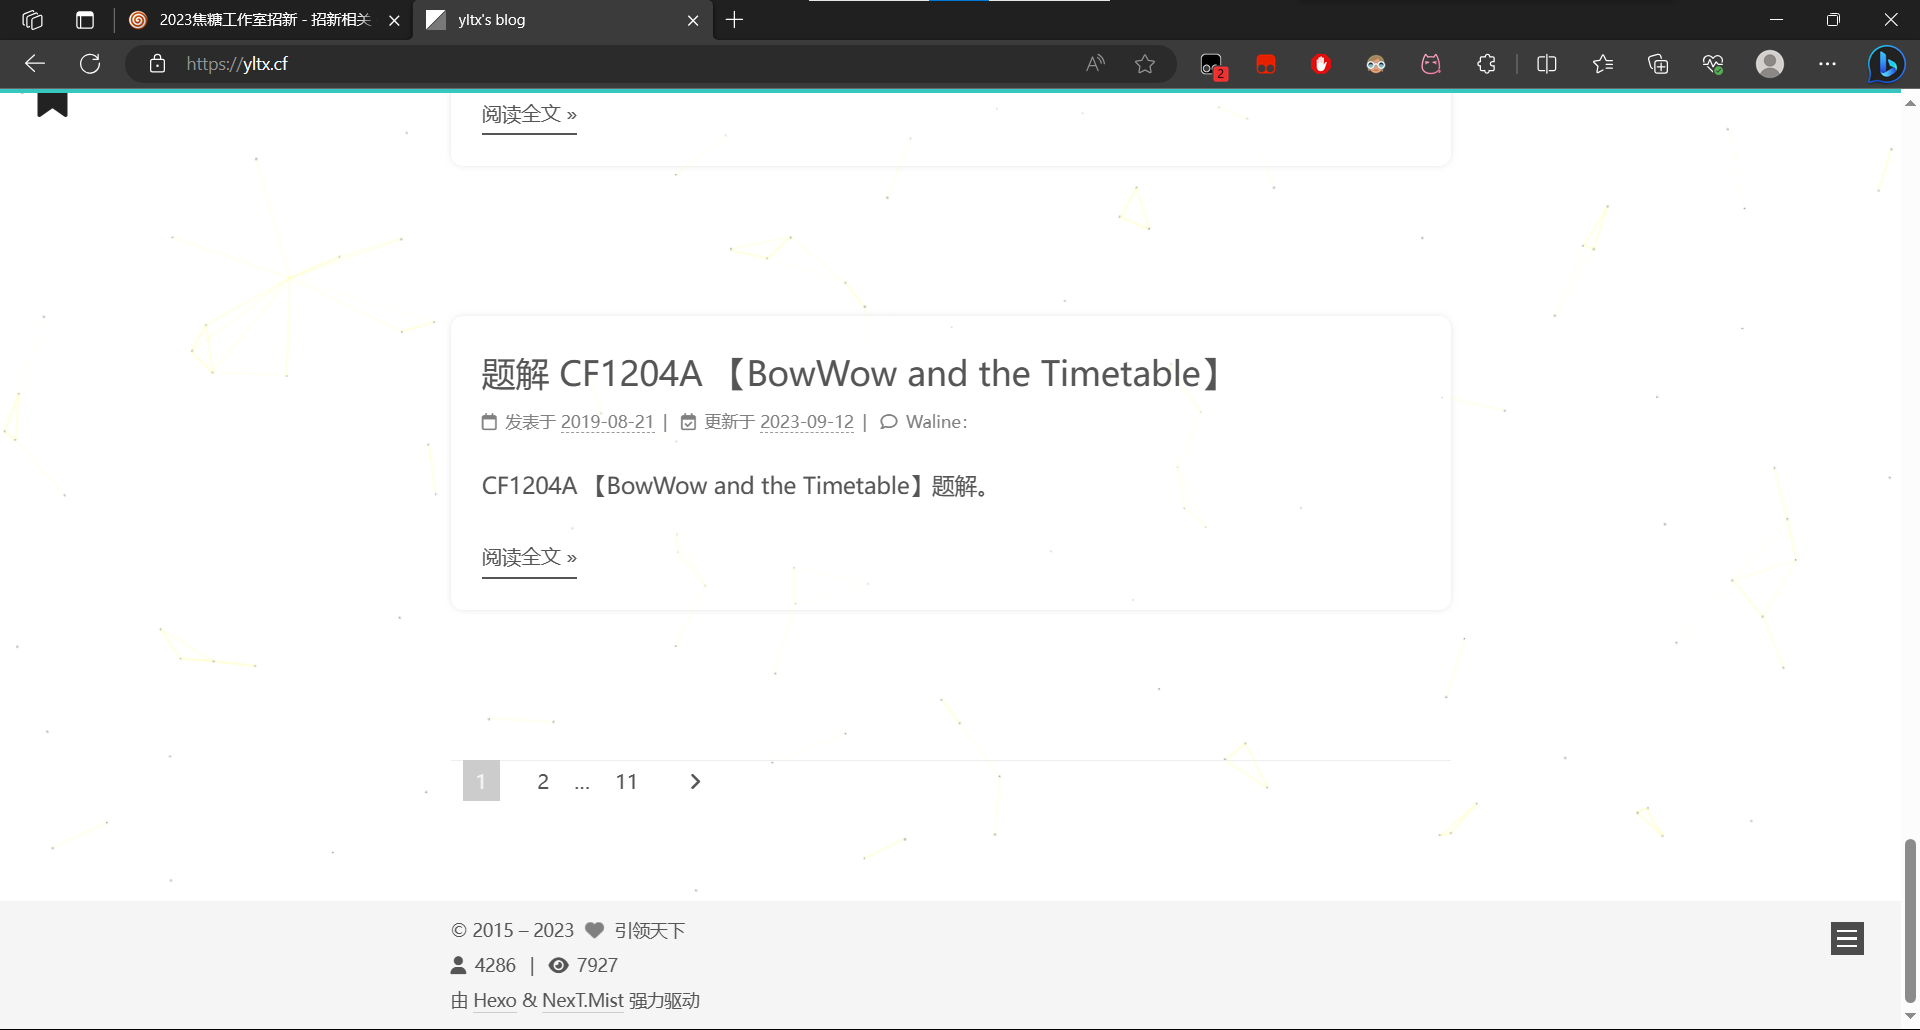 2023焦糖工作室招新 - 招新相关
yltx's blog
https://yltx.cf
2
阅读全文 »
题解 CF1204A 【BowWow and the Timetable】
发表于 2019-08-21 | 更新于 2023-09-12 | Waline:
CF1204A 【BowWow and the Timetable】题解。
阅读全文 »
1 2 … 11
© 2015 – 2023 引领天下
4286 | 7927
由 Hexo & NexT.Mist 强力驱动